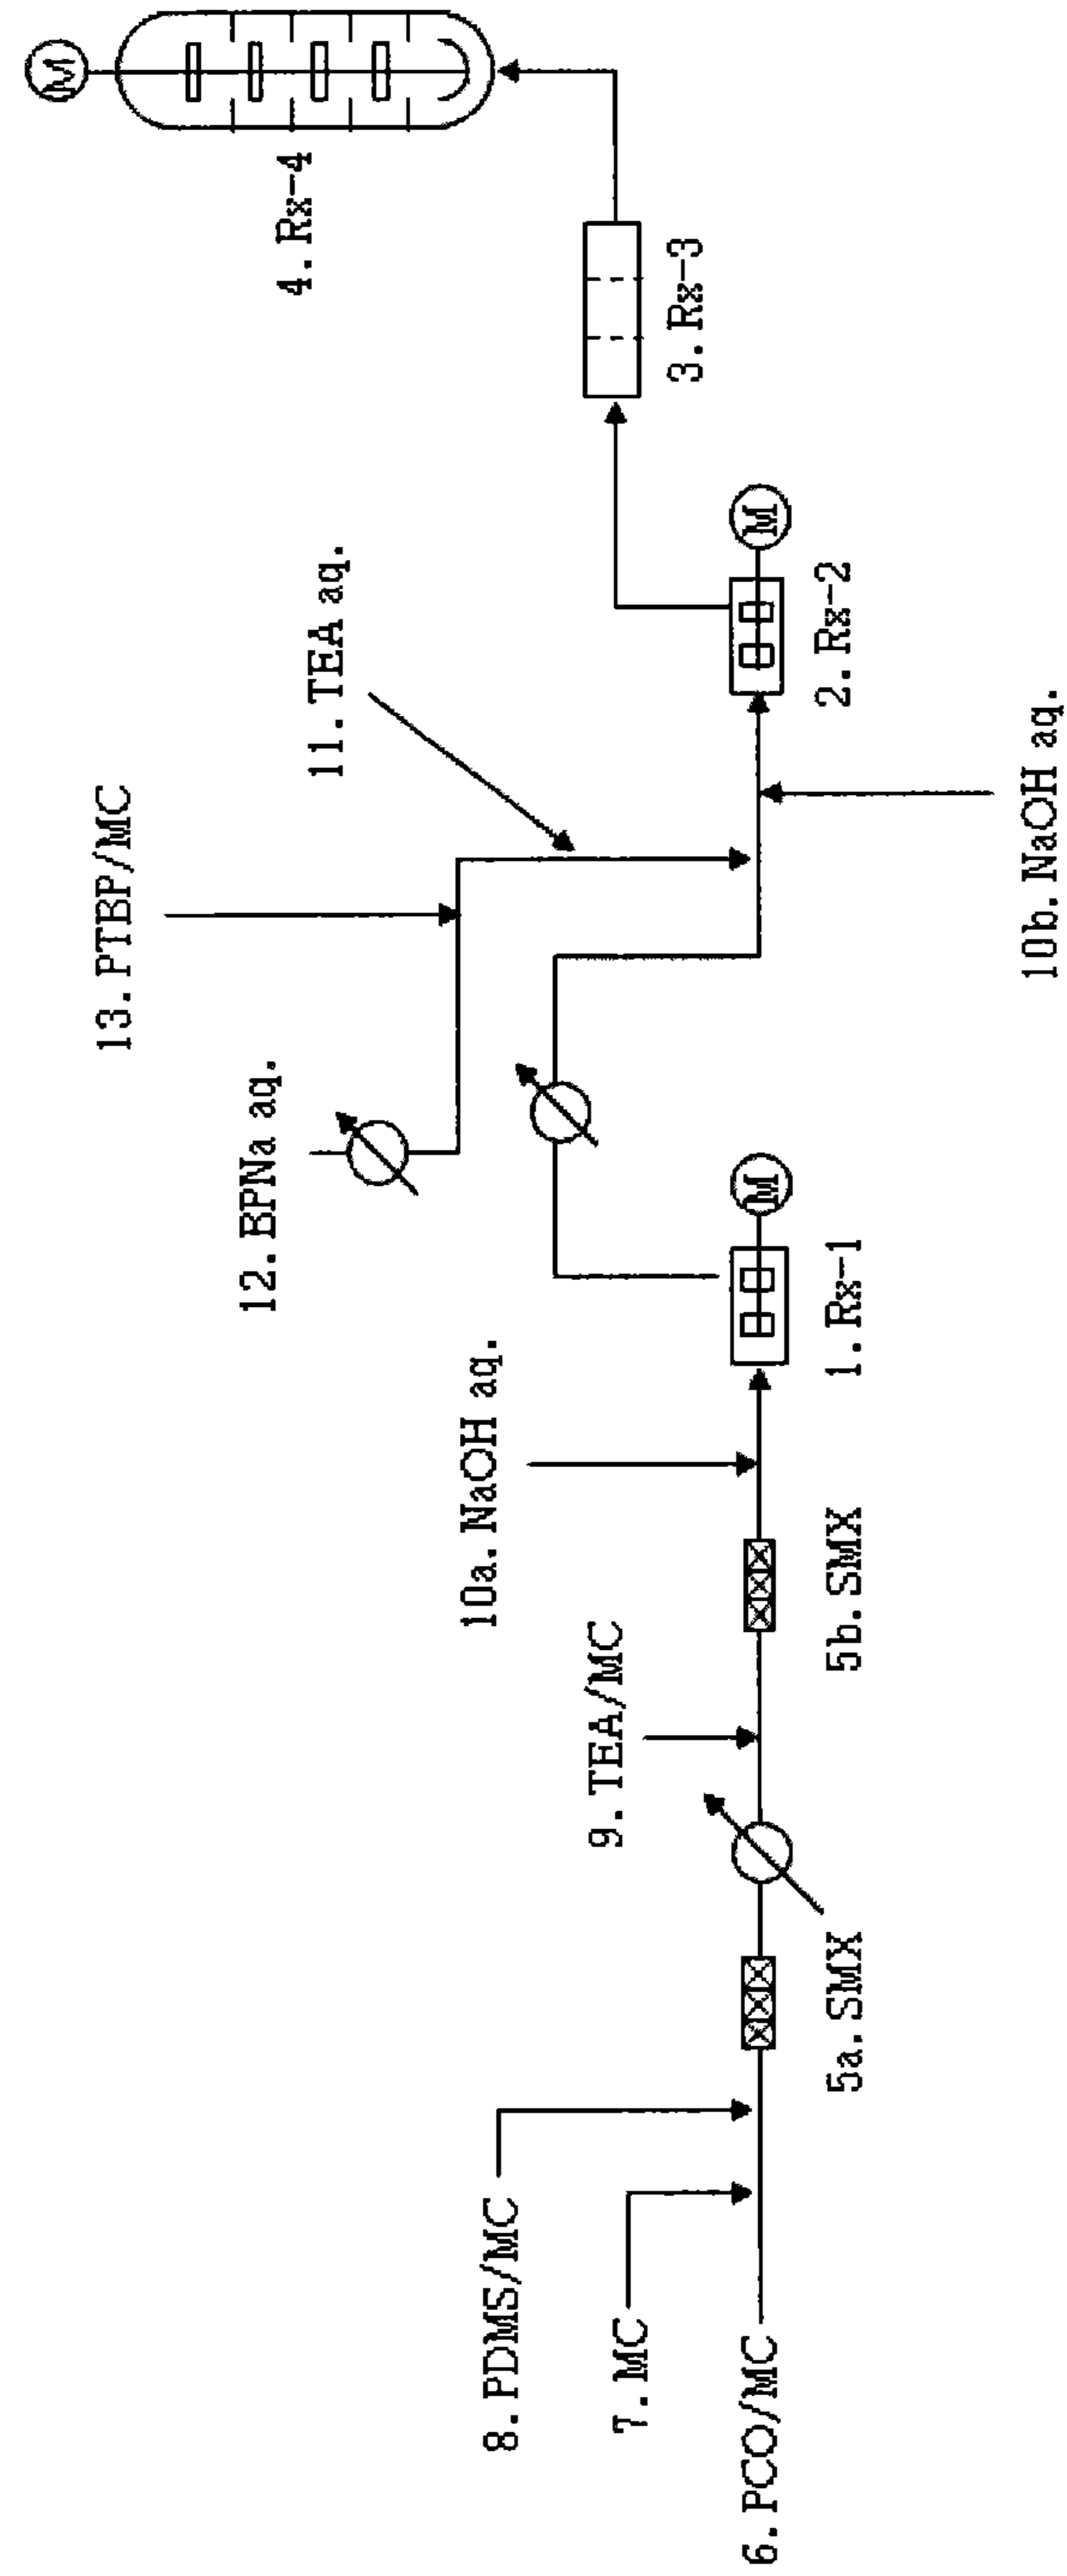 4.Rx-4
3.Rx-3
11.TEA aq.
2.Rx-2
13.PTBP/MC
10b.NaOH aq.
12.BPNa aq.
1.Rx-1
10a.NaOH aq.
9.TEA/MC
5b.SMX
5a.SMX
8.PDMS/MC
7.MC
6.PCO/MC
M
M
M